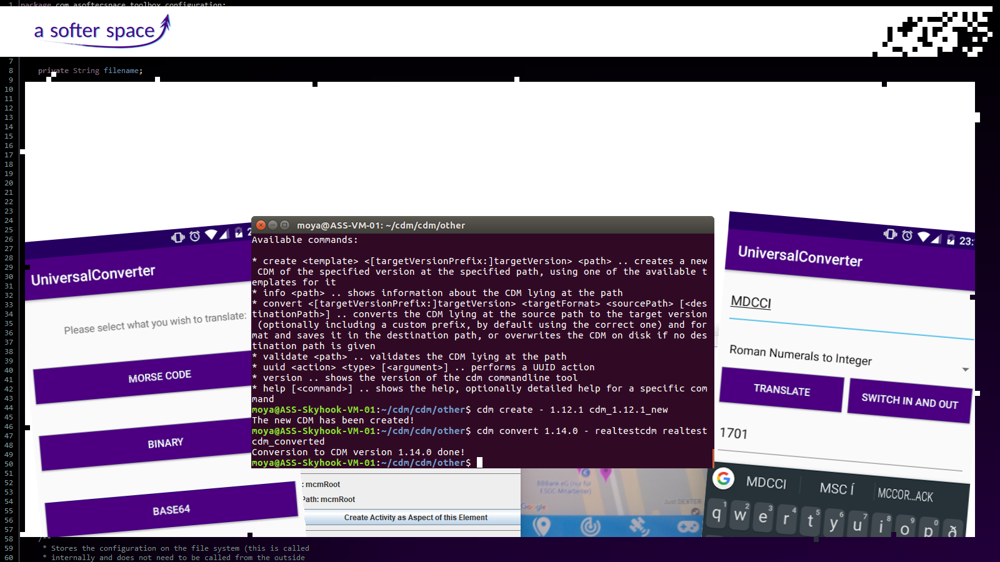 package com.asofterspace.toolbox.configuration;
a softer space
private String filename;
UniversalConverter
Please select what you wish to translate:
MORSE CODE
BINARY
BASE64
moya@ASS-VM-01: ~/cdm/cdm/other
Available commands:
* create <template> <[targetVersionPrefix:]targetVersion> <path> .. creates a new
CDM of the specified version at the specified path, using one of the available t
emplates for it
* info <path> .. shows information about the CDM lying at the path
* convert <[targetVersionPrefix:]targetVersion> <targetFormat> <sourcePath> [<des
tinationPath>] .. converts the CDM lying at the source path to the target version
(optionally including a custom prefix, by default using the correct one) and for
mat and saves it in the destination path, or overwrites the CDM on disk if no des
tination path is given
* validate <path> .. validates the CDM lying at the path
* uuid <action> <type> [<argument>] .. performs a UUID action
* version .. shows the version of the cdm commandline tool
* help [<command>] .. shows the help, optionally detailed help for a specific com
mand
moya@ASS-Skyhook-VM-01:~/cdm/cdm/other$ cdm create - 1.12.1 cdm_1.12.1_new
The new CDM has been created!
moya@ASS-Skyhook-VM-01:~/cdm/cdm/other$ cdm convert 1.14.0 - realtestcdm realtest
cdm_converted
Conversion to CDM version 1.14.0 done!
moya@ASS-Skyhook-VM-01:~/cdm/cdm/other$
: mcmRoot
Path: mcmRoot
Create Activity as Aspect of this Element
BBBank eG (nur für
ESOC-Mitarbeiter)
Just DEXTER
Google
23:
UniversalConverter
MDCCI
Roman Numerals to Integer
TRANSLATE
SWITCH IN AND OUT
1701
MDCCI
MSC Í
MCCOR...ACK
q w e r t y u i o p ð
1 2 3 4 5 6 7 8 9 0
/**
* Stores the configuration on the file system (this is called
* internally and does not need to be called from the outside
1
7
8
9
10
11
12
13
14
15
16
17
18
19
20
21
22
23
24
25
26
27
28
29
30
31
32
33
34
35
36
37
38
39
40
41
42
43
44
45
46
47
48
49
50
51
52
53
54
55
56
57
58
59
60